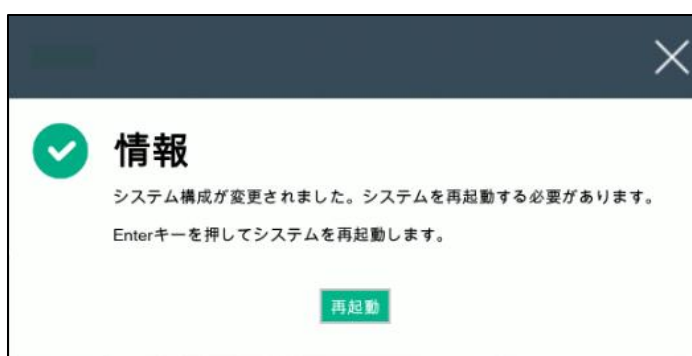 情報
システム構成が変更されました。システムを再起動する必要があります。
Enterキーを押してシステムを再起動します。
再起動